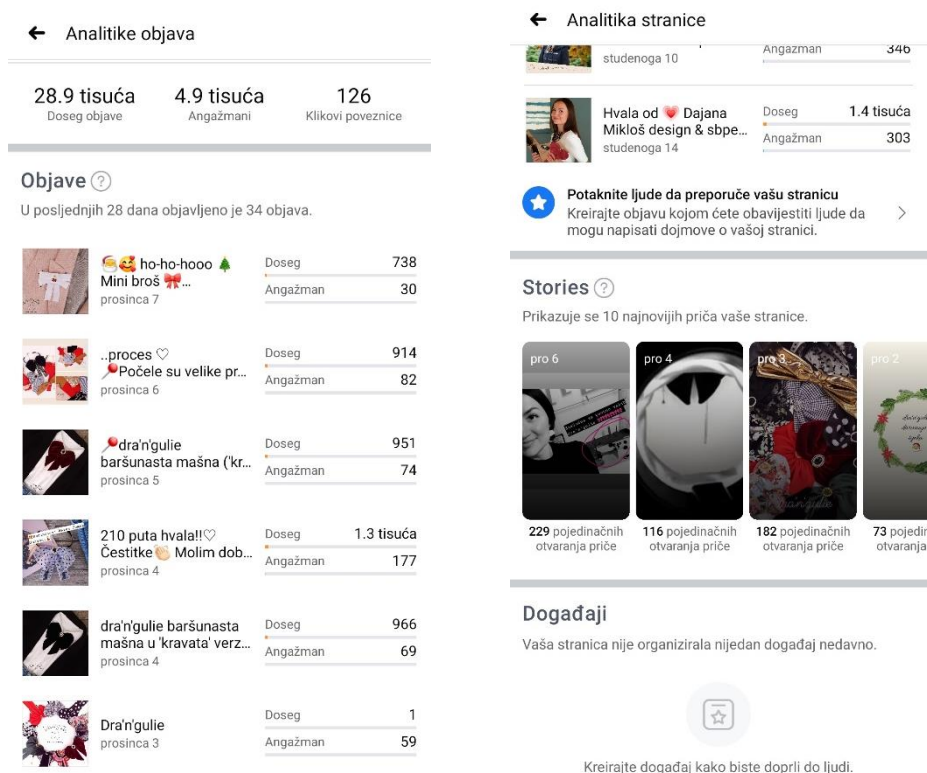 ← Analitike objava
28.9 tisuća 4.9 tisuća 126
Doseg objave Angažmani Klikovi poveznice
Objave
U posljednjih 28 dana objavljeno je 34 objava.
🎅🥰 ho-ho-hooo 🎄
Mini broš 🎀...
prosinca 7
Doseg 738
Angažman 30
..proces ♡
📍Počele su velike pr...
prosinca 6
Doseg 914
Angažman 82
📍dra'n'gulie
baršunasta mašna ('kr...
prosinca 5
Doseg 951
Angažman 74
210 puta hvala!!♡
Čestitke👏 Molim dob...
prosinca 4
Doseg 1.3 tisuća
Angažman 177
dra'n'gulie baršunasta
mašna u 'kravata' verz...
prosinca 4
Doseg 966
Angažman 69
Dra'n'gulie
prosinca 3
Doseg 1
Angažman 59
← Analitika stranice
studenoga 10
Angažman 346
Hvala od 💗 Dajana
Mikloš design & sbpe...
studenoga 14
Doseg 1.4 tisuća
Angažman 303
Potaknite ljude da preporuče vašu stranicu
Kreirajte objavu kojom ćete obavijestiti ljude da
mogu napisati dojmove o vašoj stranici.
Stories
Prikazuje se 10 najnovijih priča vaše stranice.
pro 6 pro 4 pro 3 pro 2
229 pojedinačnih
otvaranja priče
116 pojedinačnih
otvaranja priče
182 pojedinačnih
otvaranja priče
73 pojedin
otvaranja
Događaji
Vaša stranica nije organizirala nijedan događaj nedavno.
Kreirajte događaj kako biste doprli do ljudi.